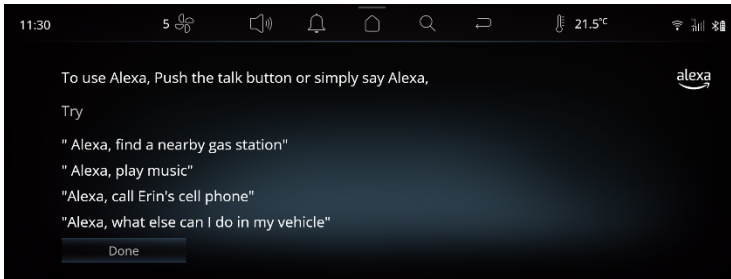 11:30 5 21.5°C
To use Alexa, Push the talk button or simply say Alexa,
alexa
Try
" Alexa, find a nearby gas station"
" Alexa, play music"
"Alexa, call Erin's cell phone"
"Alexa, what else can I do in my vehicle"
Done